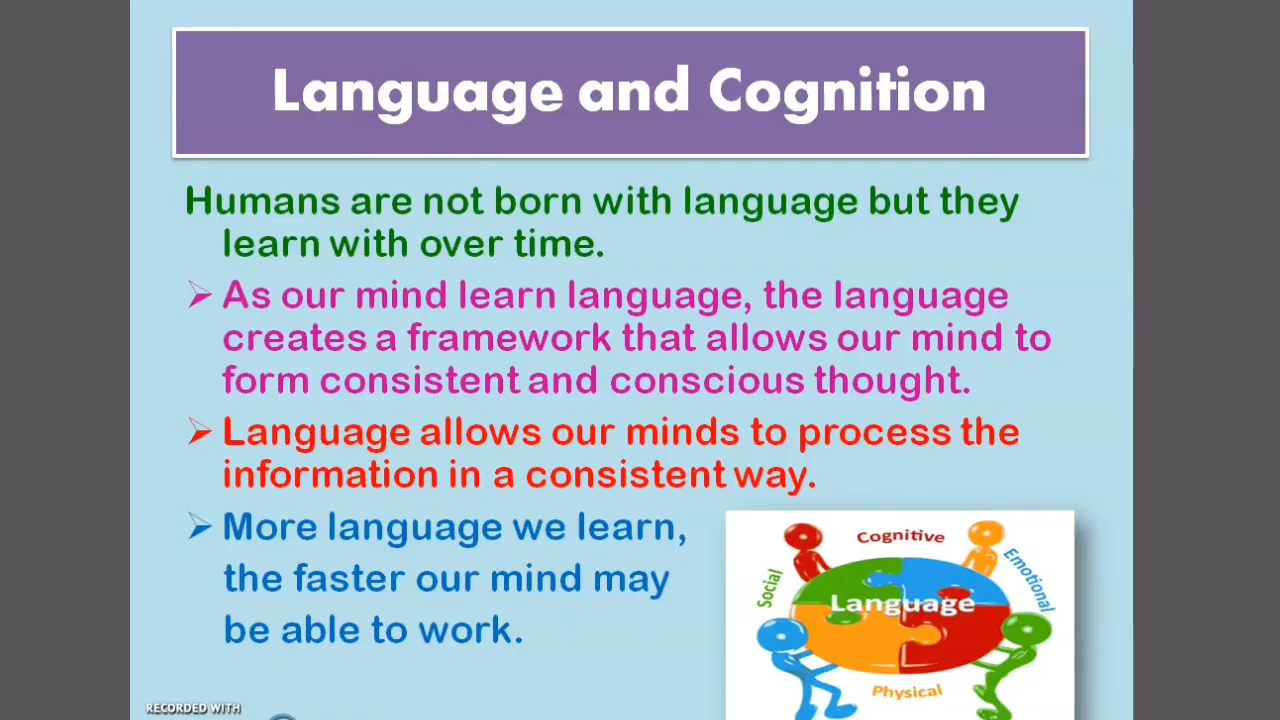 Language and Cognition
Humans are not born with language but they
learn with over time.
➢ As our mind learn language, the language
creates a framework that allows our mind to
form consistent and conscious thought.
➢ Language allows our minds to process the
information in a consistent way.
➢ More language we learn,
the faster our mind may
be able to work.
Cognitive
Social
Emotional
Language
Physical
RECORDED WITH